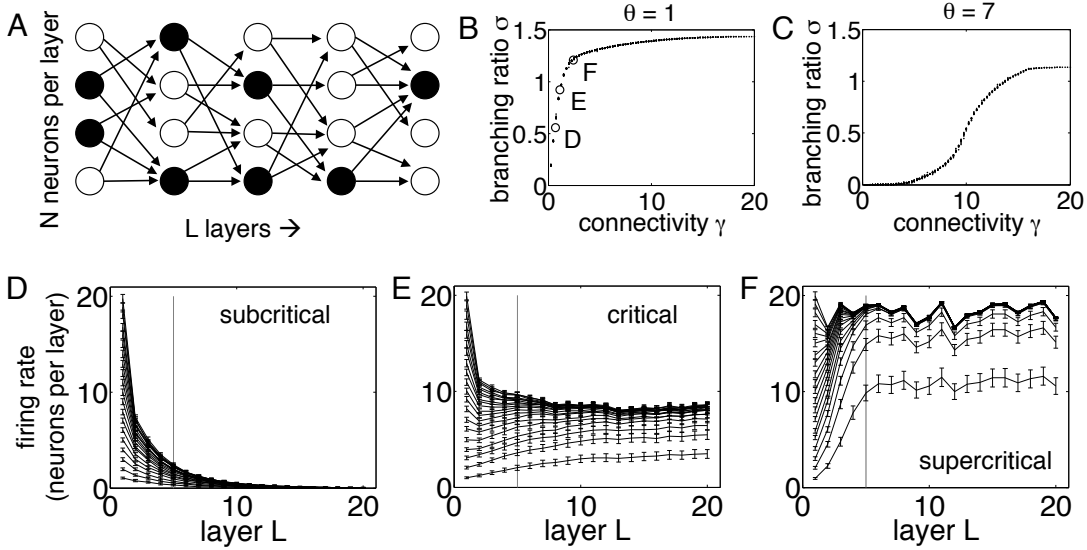 A
N neurons per layer
L layers →
B
θ = 1
branching ratio σ
1.5
1
0.5
0
F
E
D
0 10 20
connectivity γ
C
θ = 7
branching ratio σ
1.5
1
0.5
0
0 10 20
connectivity γ
D
firing rate
(neurons per layer)
subcritical
20
10
0
0 10 20
layer L
E
critical
20
10
0
0 10 20
layer L
F
supercritical
20
10
0
0 10 20
layer L